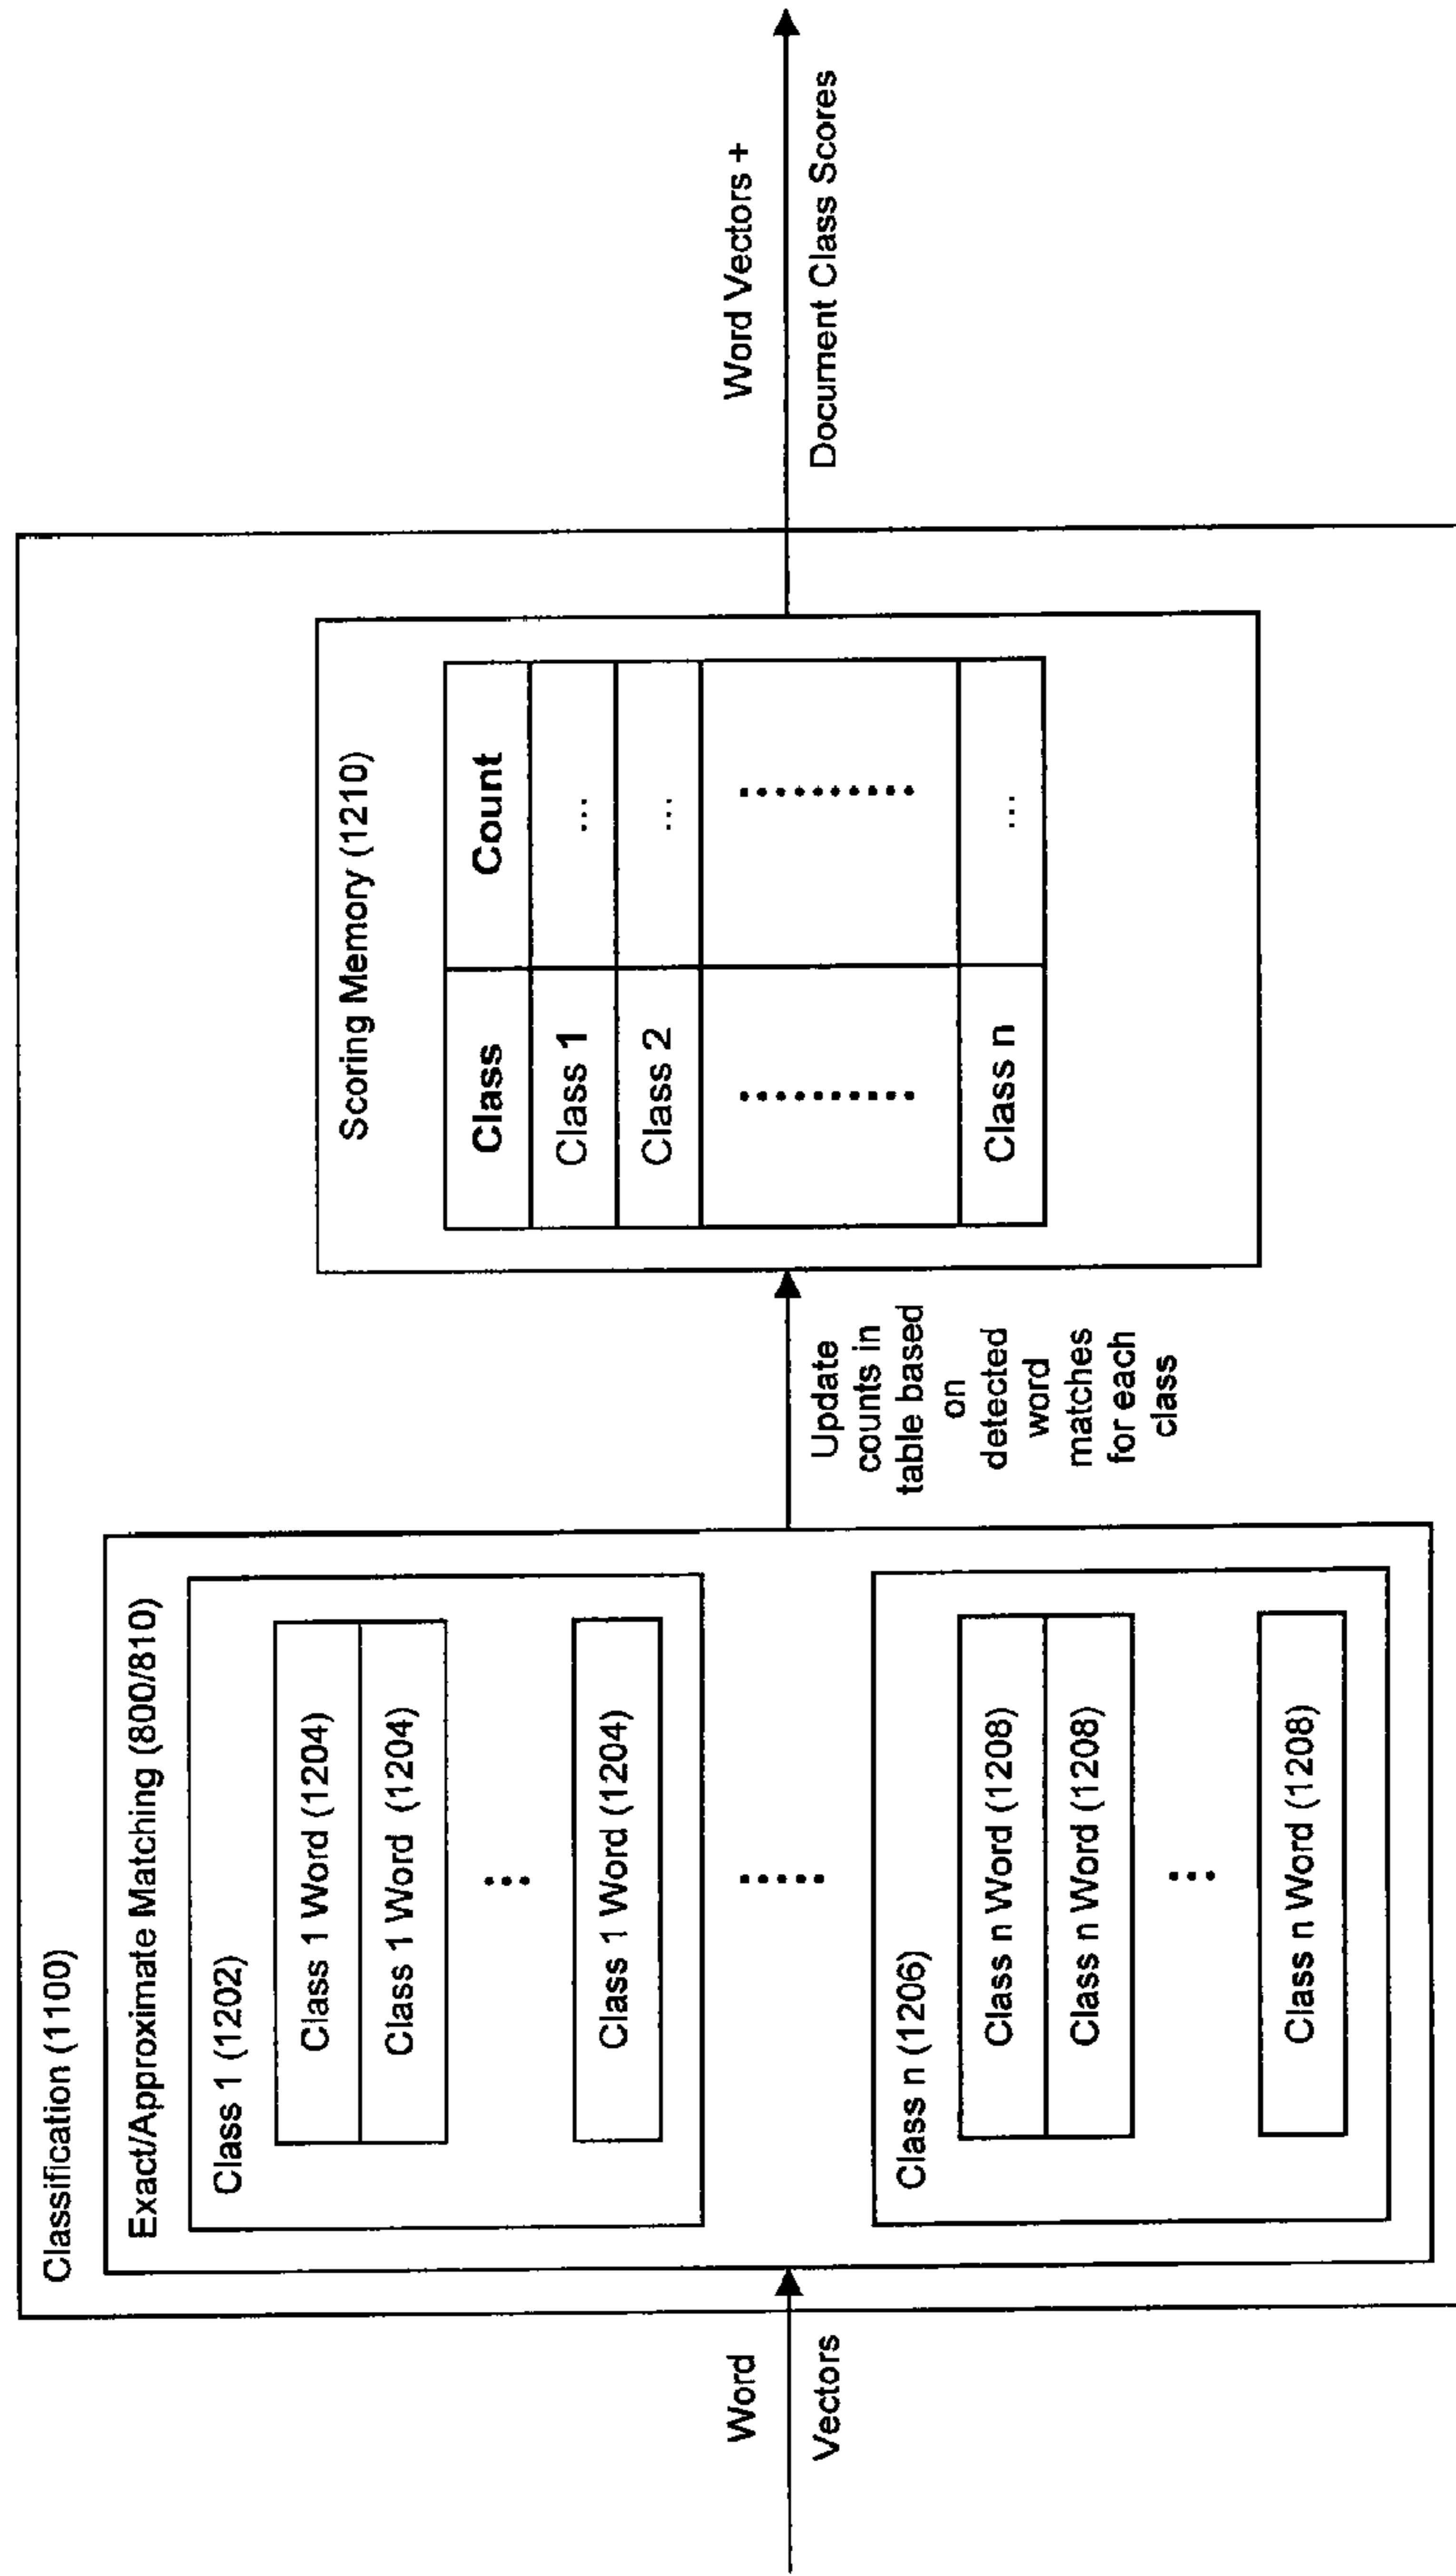 Classification (1100)
Exact/Approximate Matching (800/810)
Class 1 (1202)
Class 1 Word (1204)
Class 1 Word (1204)
...
Class 1 Word (1204)
.....
Class n (1206)
Class n Word (1208)
Class n Word (1208)
...
Class n Word (1208)
Word
Vectors
Update
counts in
table based
on
detected
word
matches
for each
class
Scoring Memory (1210)
Class Count
Class 1 ...
Class 2 ...
.......... ..........
Class n ...
Word Vectors +
Document Class Scores